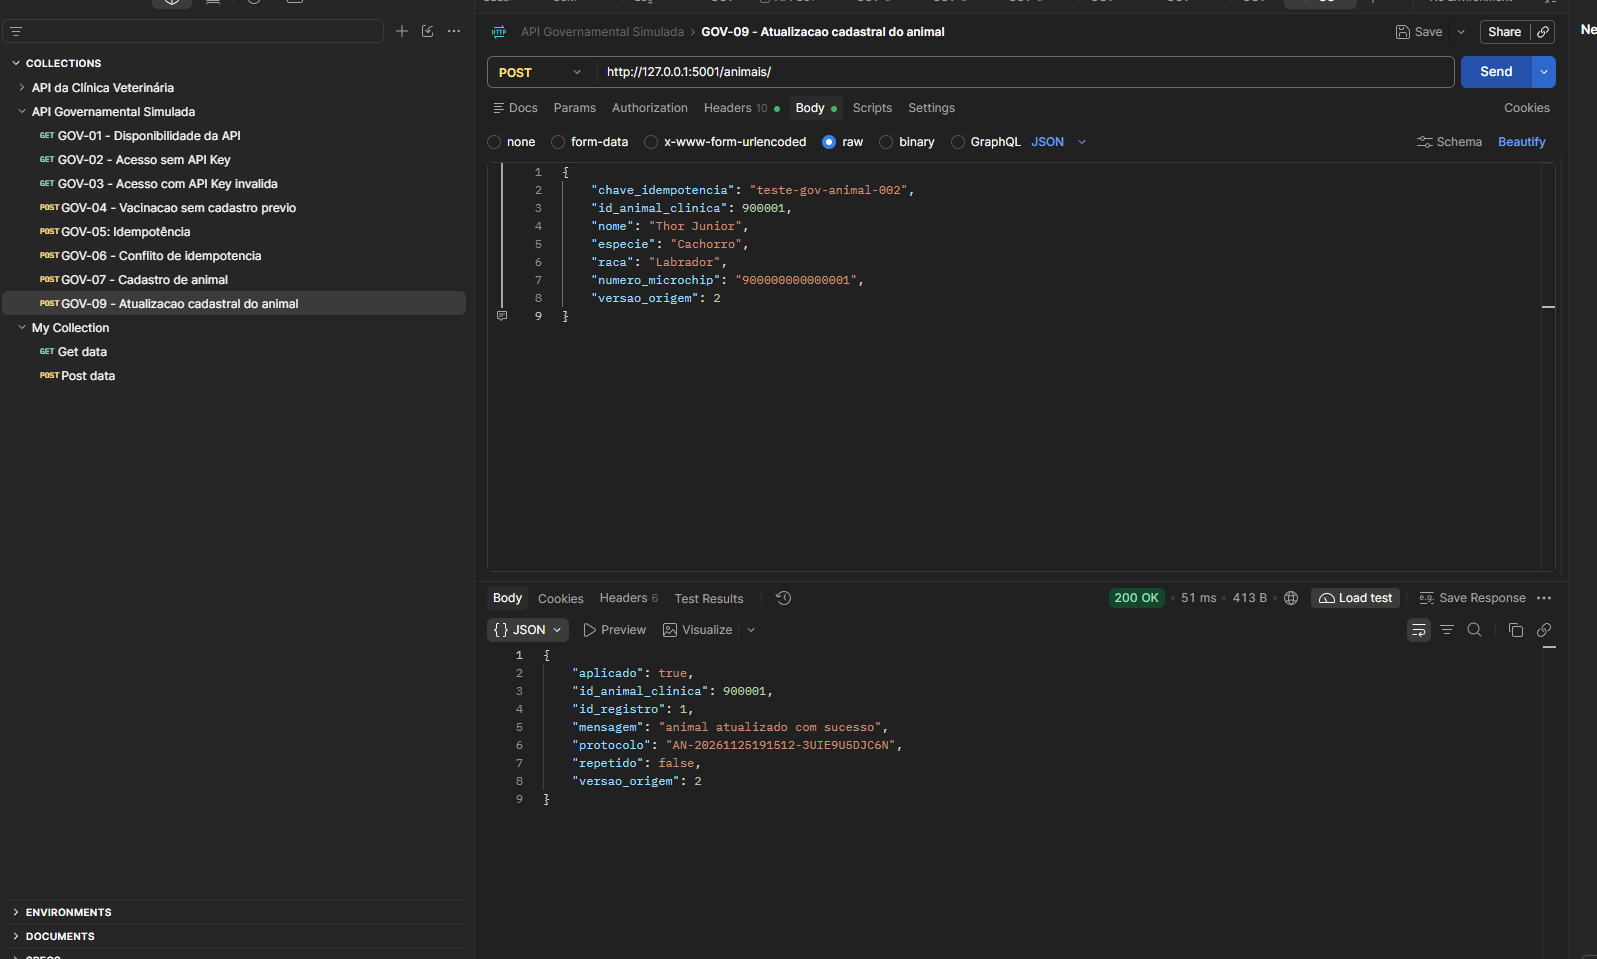 COLLECTIONS
API da Clínica Veterinária
API Governamental Simulada
GET GOV-01 - Disponibilidade da API
GET GOV-02 - Acesso sem API Key
GET GOV-03 - Acesso com API Key invalida
POST GOV-04 - Vacinacao sem cadastro previo
POST GOV-05: Idempotência
POST GOV-06 - Conflito de idempotencia
POST GOV-07 - Cadastro de animal
POST GOV-09 - Atualizacao cadastral do animal
My Collection
GET Get data
POST Post data
ENVIRONMENTS
DOCUMENTS
HTTP API Governamental Simulada > GOV-09 - Atualizacao cadastral do animal
Save
Share
Ne
POST http://127.0.0.1:5001/animais/
Send
Docs Params Authorization Headers 10 Body Scripts Settings
Cookies
none form-data x-www-form-urlencoded raw binary GraphQL JSON
Schema Beautify
1 {
2 "chave_idempotencia": "teste-gov-animal-002",
3 "id_animal_clinica": 900001,
4 "nome": "Thor Junior",
5 "especie": "Cachorro",
6 "raca": "Labrador",
7 "numero_microchip": "900000000000001",
8 "versao_origem": 2
9 }
Body Cookies Headers 6 Test Results
200 OK • 51 ms • 413 B •
Load test
e.g. Save Response
{} JSON Preview Visualize
1 {
2 "aplicado": true,
3 "id_animal_clinica": 900001,
4 "id_registro": 1,
5 "mensagem": "animal atualizado com sucesso",
6 "protocolo": "AN-20261125191512-3UIE9U5DJC6N",
7 "repetido": false,
8 "versao_origem": 2
9 }